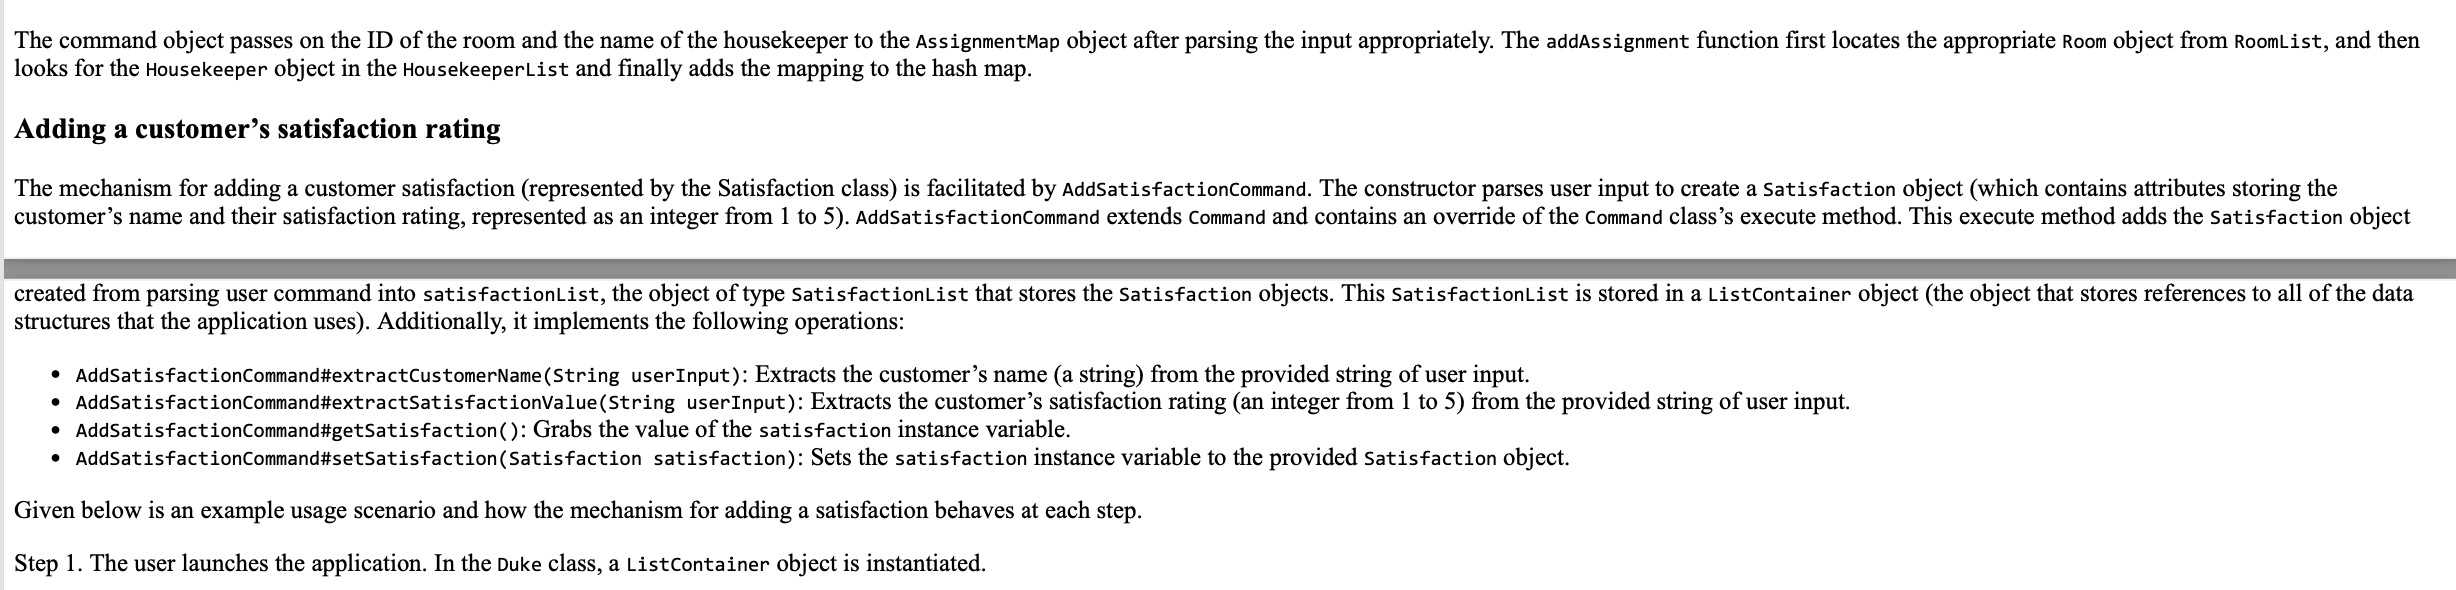 The command object passes on the ID of the room and the name of the housekeeper to the AssignmentMap object after parsing the input appropriately. The addAssignment function first locates the appropriate Room object from RoomList, and then
looks for the Housekeeper object in the HousekeeperList and finally adds the mapping to the hash map.
Adding a customer’s satisfaction rating
The mechanism for adding a customer satisfaction (represented by the Satisfaction class) is facilitated by AddSatisfactionCommand. The constructor parses user input to create a Satisfaction object (which contains attributes storing the
customer’s name and their satisfaction rating, represented as an integer from 1 to 5). AddSatisfactionCommand extends Command and contains an override of the Command class’s execute method. This execute method adds the Satisfaction object
created from parsing user command into satisfactionList, the object of type SatisfactionList that stores the Satisfaction objects. This SatisfactionList is stored in a ListContainer object (the object that stores references to all of the data
structures that the application uses). Additionally, it implements the following operations:
• AddSatisfactionCommand#extractCustomerName(String userInput): Extracts the customer’s name (a string) from the provided string of user input.
• AddSatisfactionCommand#extractSatisfactionValue(String userInput): Extracts the customer’s satisfaction rating (an integer from 1 to 5) from the provided string of user input.
• AddSatisfactionCommand#getSatisfaction(): Grabs the value of the satisfaction instance variable.
• AddSatisfactionCommand#setSatisfaction(Satisfaction satisfaction): Sets the satisfaction instance variable to the provided Satisfaction object.
Given below is an example usage scenario and how the mechanism for adding a satisfaction behaves at each step.
Step 1. The user launches the application. In the Duke class, a ListContainer object is instantiated.